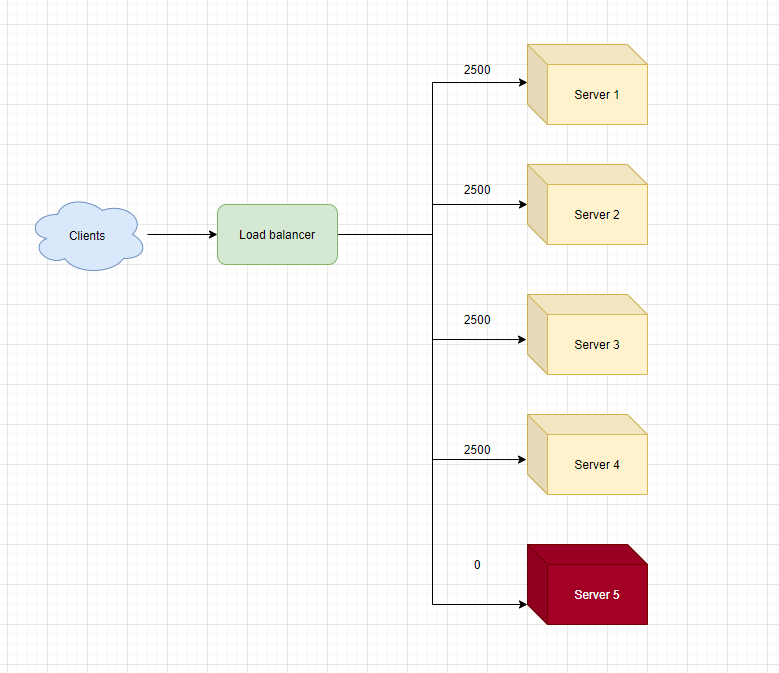 2500
Server 1
2500
Server 2
Clients
Load balancer
2500
Server 3
2500
Server 4
0
Server 5